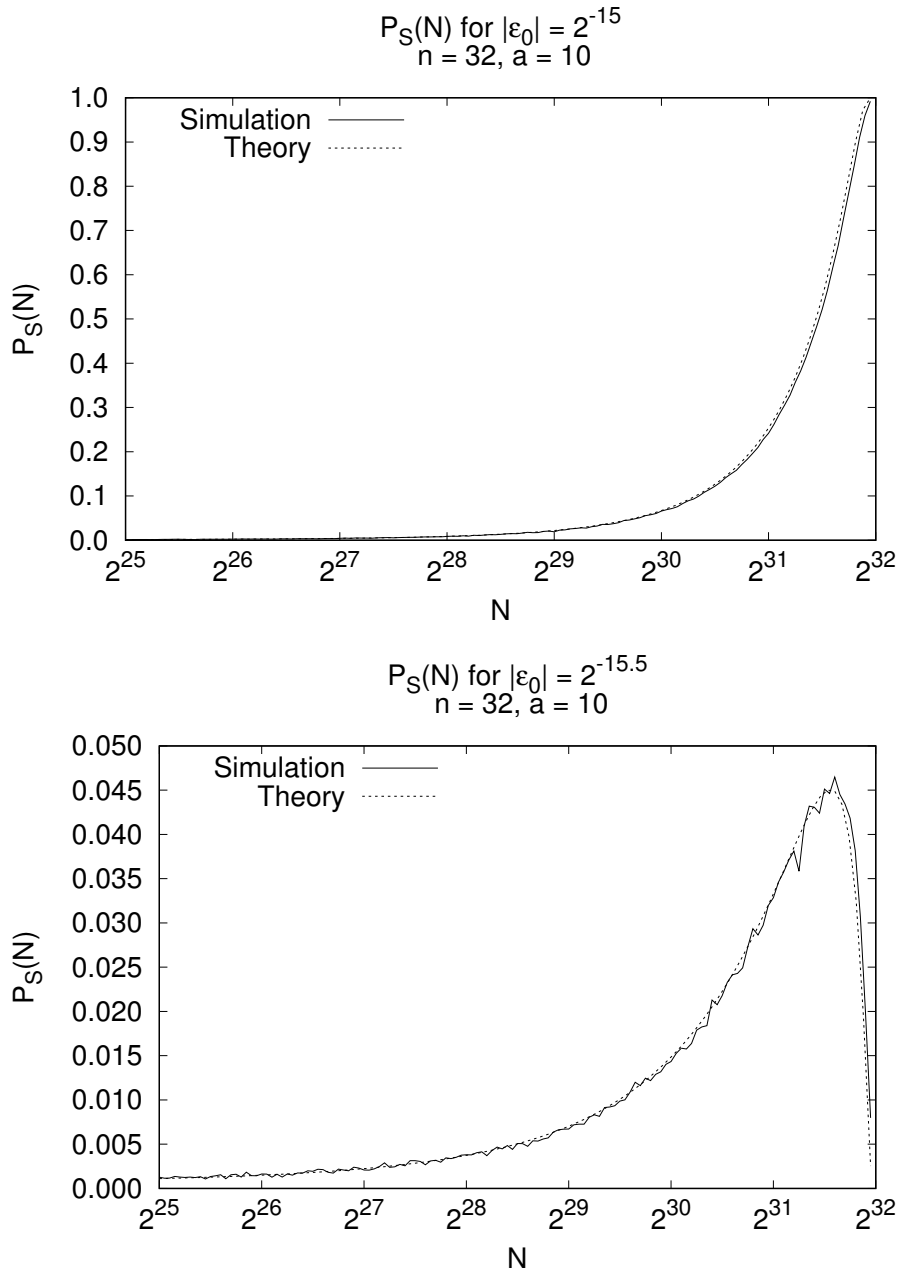 P_S(N) for |ε_0| = 2^-15
n = 32, a = 10
1.0
0.9
0.8
0.7
0.6
0.5
0.4
0.3
0.2
0.1
0.0
P_S(N)
Simulation
Theory
2^25 2^26 2^27 2^28 2^29 2^30 2^31 2^32
N
P_S(N) for |ε_0| = 2^-15.5
n = 32, a = 10
0.050
0.045
0.040
0.035
0.030
0.025
0.020
0.015
0.010
0.005
0.000
P_S(N)
Simulation
Theory
2^25 2^26 2^27 2^28 2^29 2^30 2^31 2^32
N